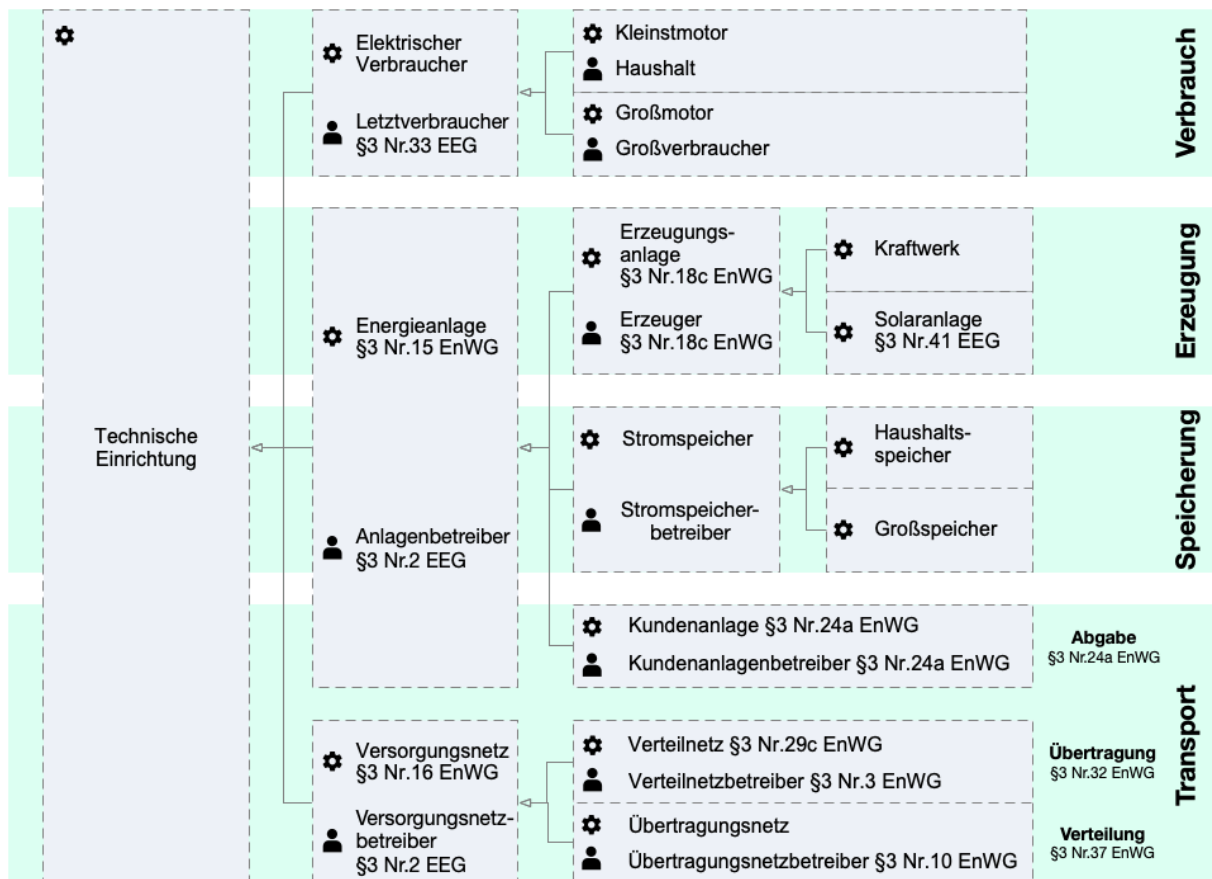 Technische
Einrichtung
Elektrischer
Verbraucher
Letztverbraucher
§3 Nr.33 EEG
Kleinstmotor
Haushalt
Großmotor
Großverbraucher
Verbrauch
Energieanlage
§3 Nr.15 EnWG
Anlagenbetreiber
§3 Nr.2 EEG
Erzeugungs-
anlage
§3 Nr.18c EnWG
Erzeuger
§3 Nr.18c EnWG
Kraftwerk
Solaranlage
§3 Nr.41 EEG
Erzeugung
Stromspeicher
Stromspeicher-
betreiber
Haushalts-
speicher
Großspeicher
Speicherung
Kundenanlage §3 Nr.24a EnWG
Kundenanlagenbetreiber §3 Nr.24a EnWG
Abgabe
§3 Nr.24a EnWG
Versorgungsnetz
§3 Nr.16 EnWG
Versorgungsnetz-
betreiber
§3 Nr.2 EEG
Verteilnetz §3 Nr.29c EnWG
Verteilnetzbetreiber §3 Nr.3 EnWG
Übertragungsnetz
Übertragungsnetzbetreiber §3 Nr.10 EnWG
Übertragung
§3 Nr.32 EnWG
Verteilung
§3 Nr.37 EnWG
Transport